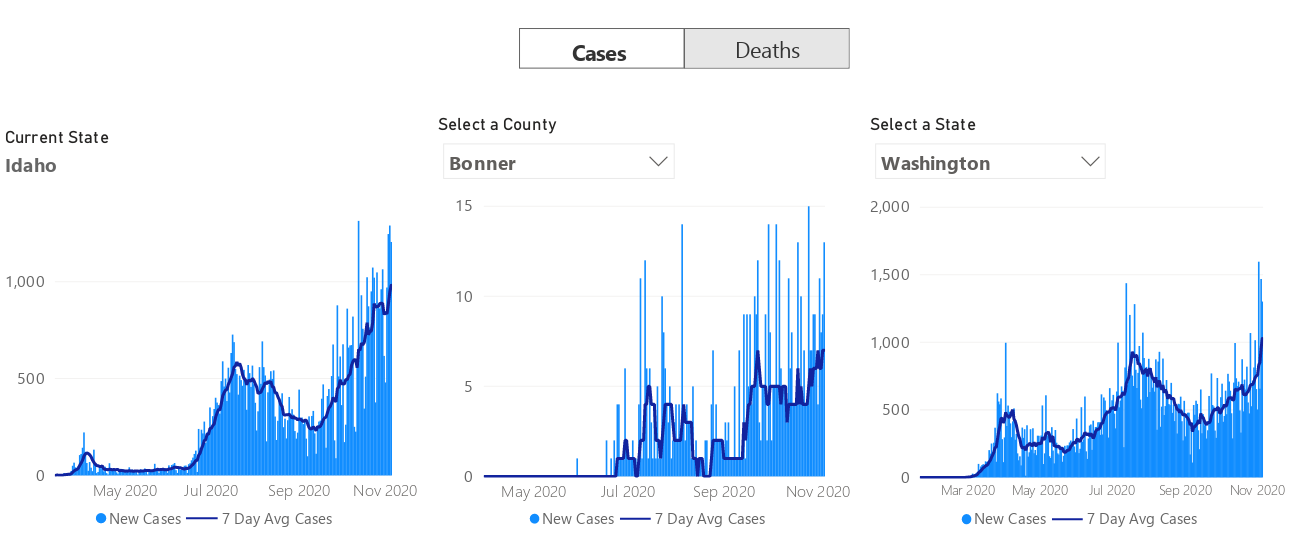 Cases Deaths
Current State
Idaho
1,000
500
0
May 2020 Jul 2020 Sep 2020 Nov 2020
New Cases 7 Day Avg Cases
Select a County
Bonner
15
10
5
0
May 2020 Jul 2020 Sep 2020 Nov 2020
New Cases 7 Day Avg Cases
Select a State
Washington
2,000
1,500
1,000
500
0
Mar 2020 May 2020 Jul 2020 Sep 2020 Nov 2020
New Cases 7 Day Avg Cases